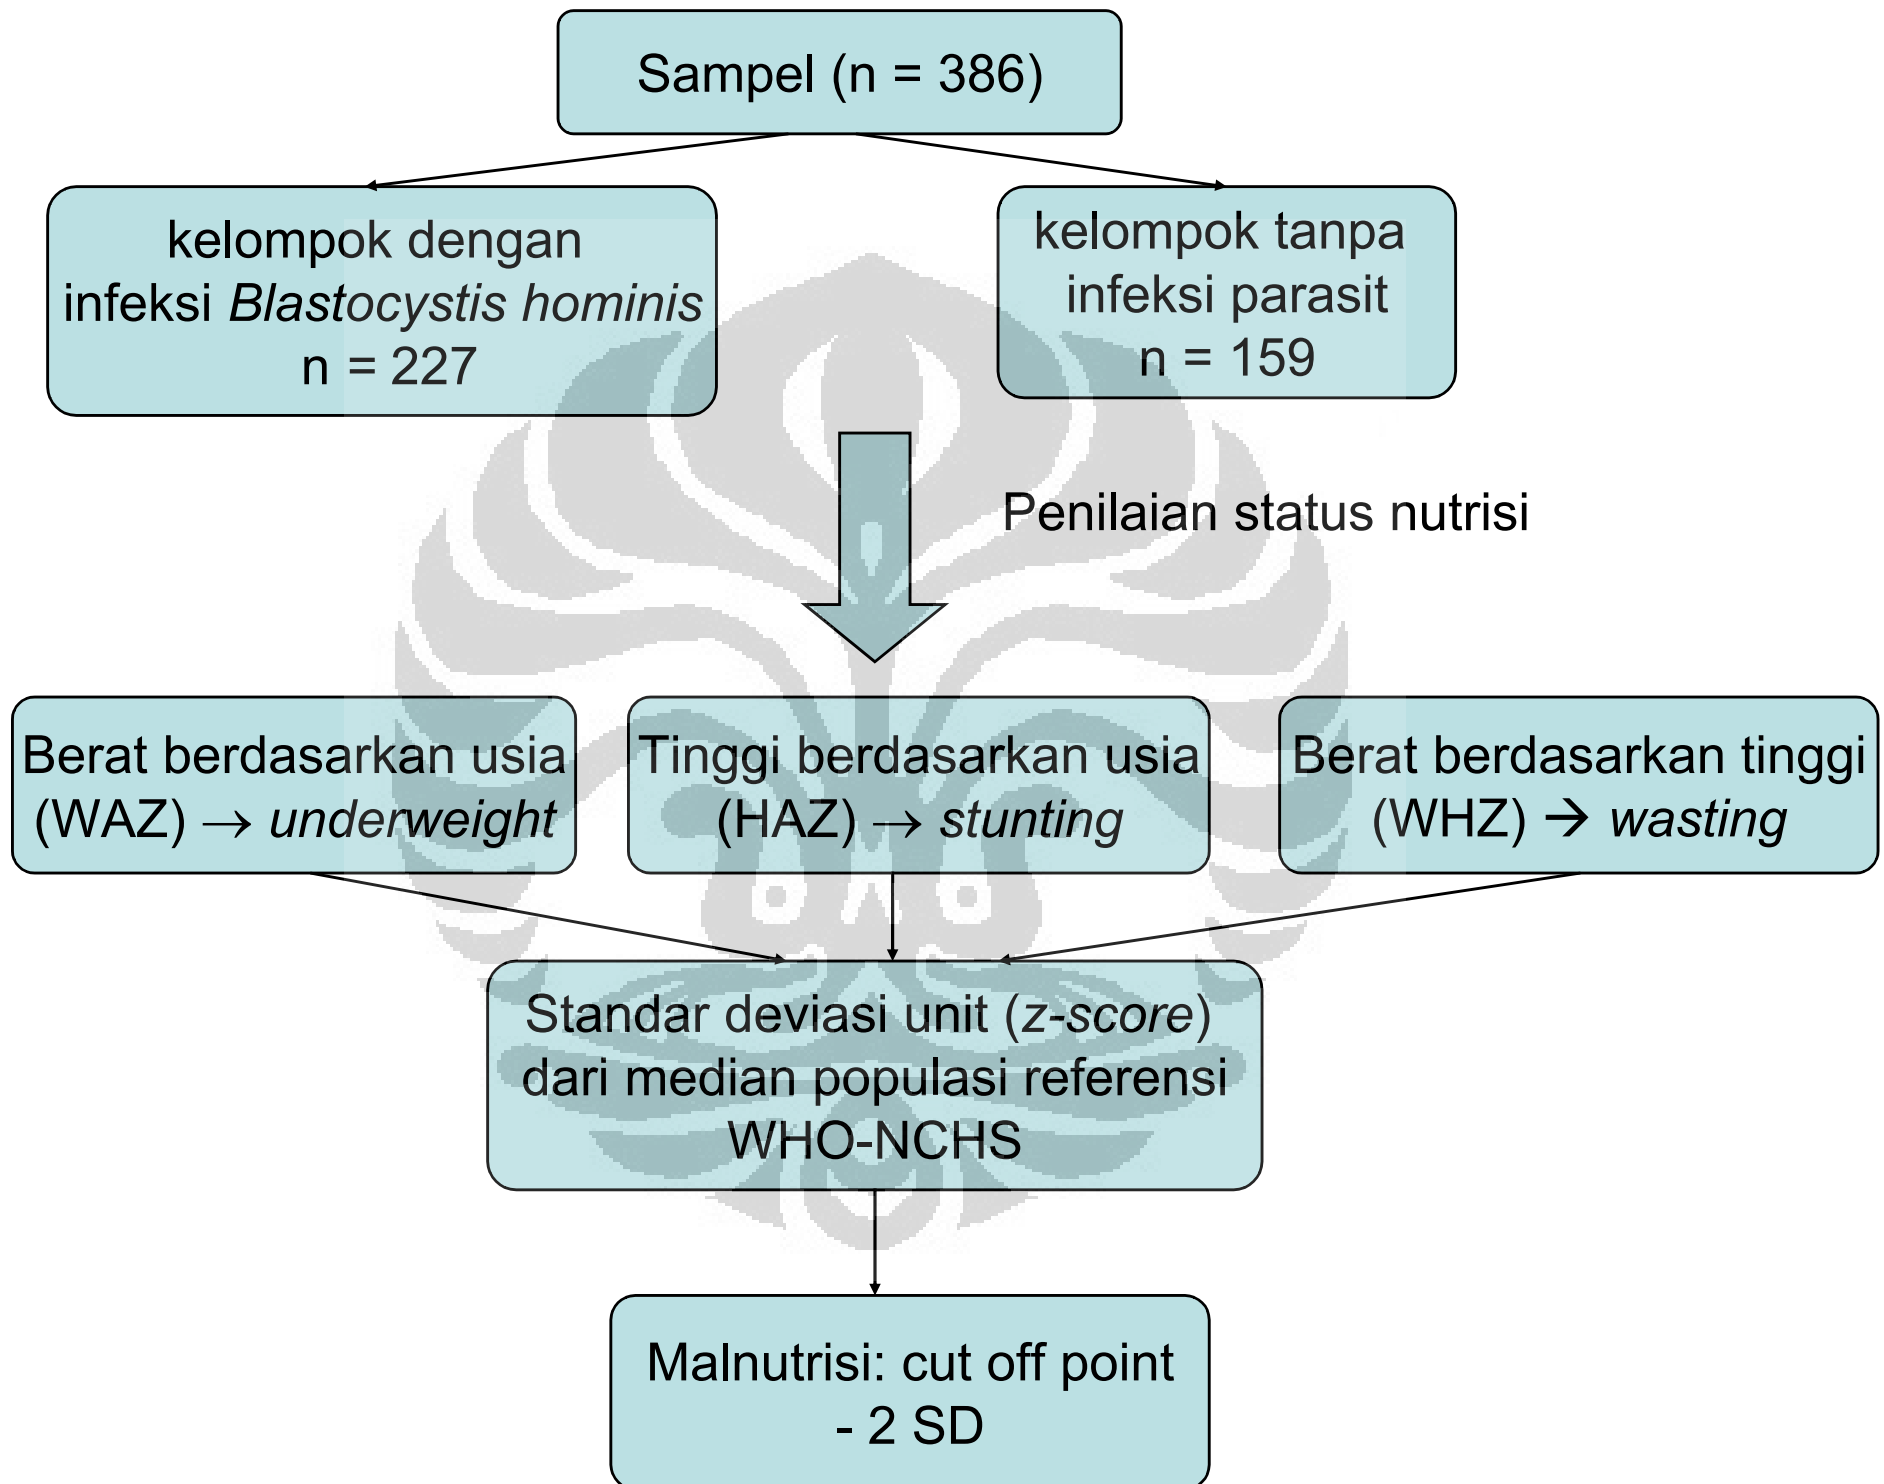 Sampel (n = 386)
kelompok dengan
infeksi Blastocystis hominis
n = 227
kelompok tanpa
infeksi parasit
n = 159
Penilaian status nutrisi
Berat berdasarkan usia
(WAZ) → underweight
Tinggi berdasarkan usia
(HAZ) → stunting
Berat berdasarkan tinggi
(WHZ) → wasting
Standar deviasi unit (z-score)
dari median populasi referensi
WHO-NCHS
Malnutrisi: cut off point
- 2 SD